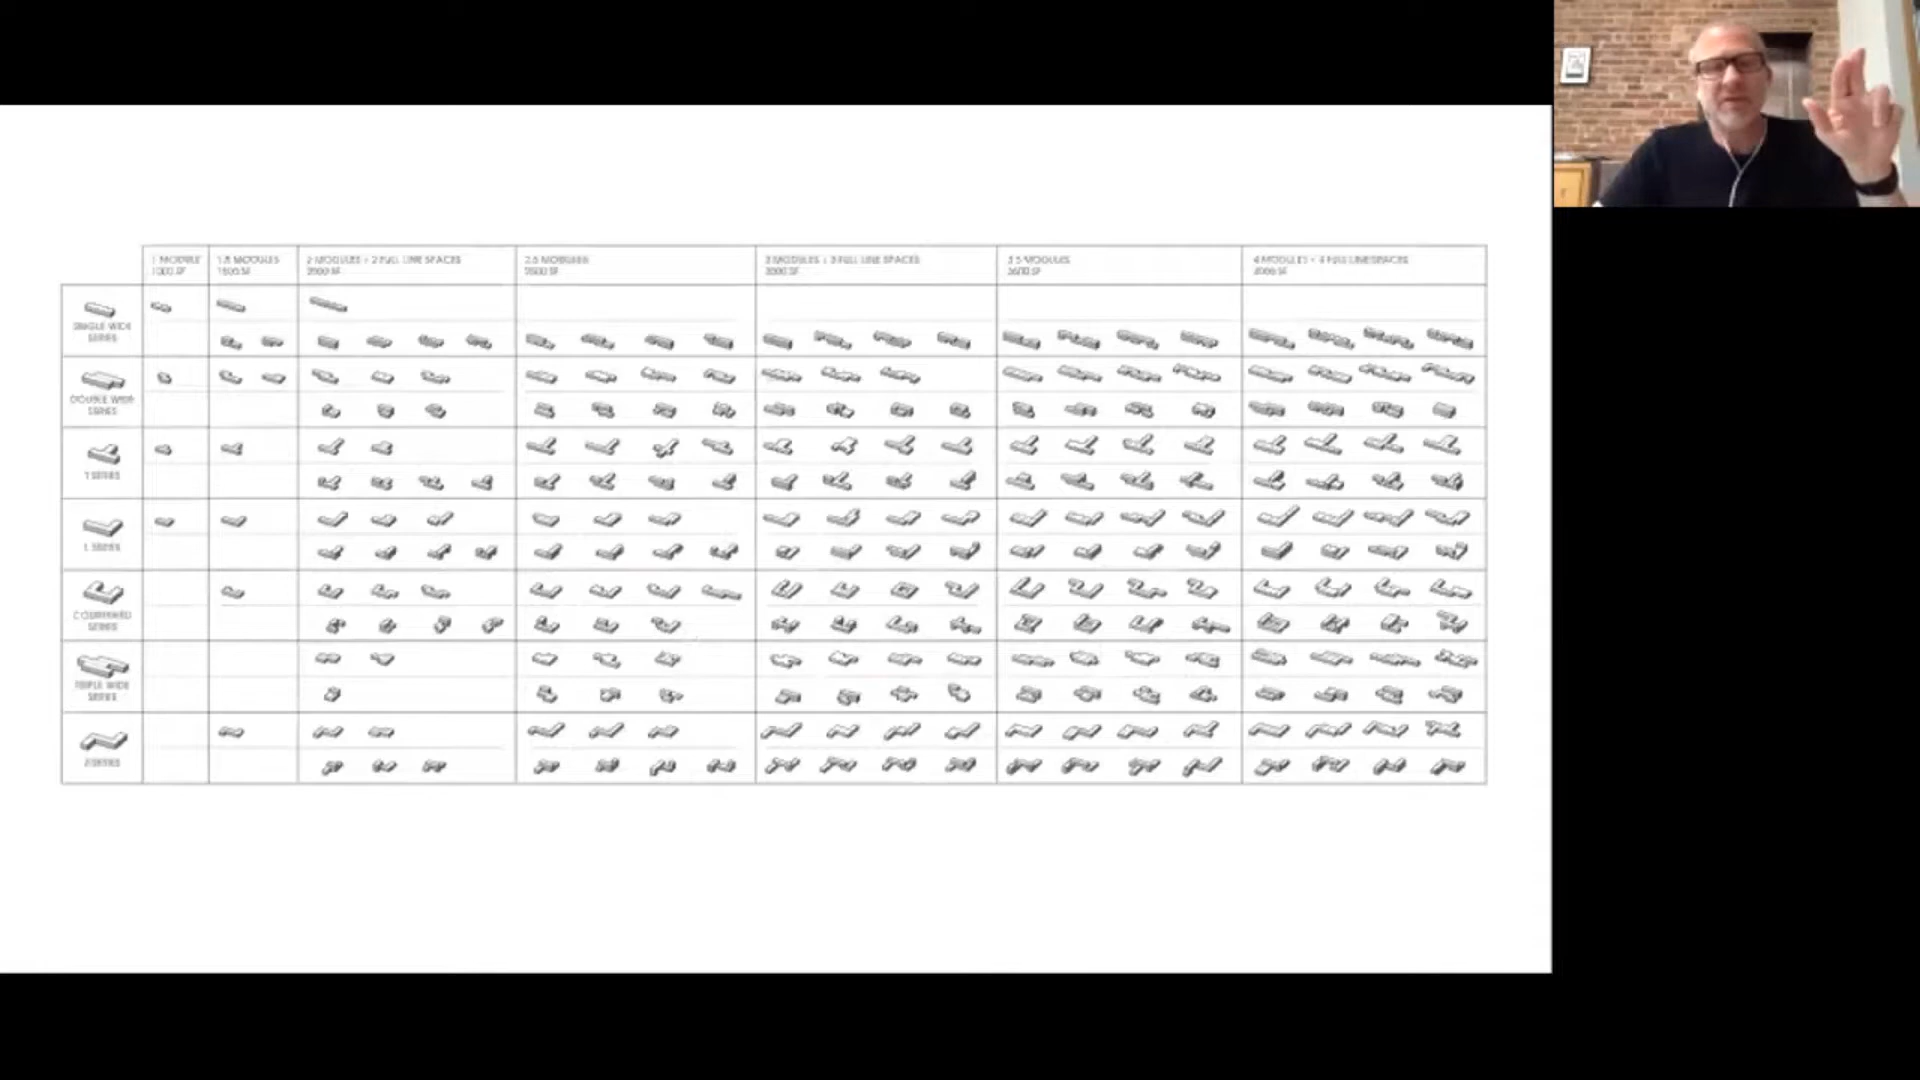 1 MODULE
1000 SF
1.5 MODULES
1500 SF
2 MODULES + 2 FULL LINE SPACES
2000 SF
2.5 MODULES
2500 SF
3 MODULES + 3 FULL LINE SPACES
3000 SF
3.5 MODULES
3500 SF
4 MODULES + 4 FULL LINE SPACES
4000 SF
SINGLE WIDE
SERIES
DOUBLE WIDE
SERIES
T SERIES
L SERIES
COURTYARD
SERIES
TRIPLE WIDE
SERIES
Z SERIES